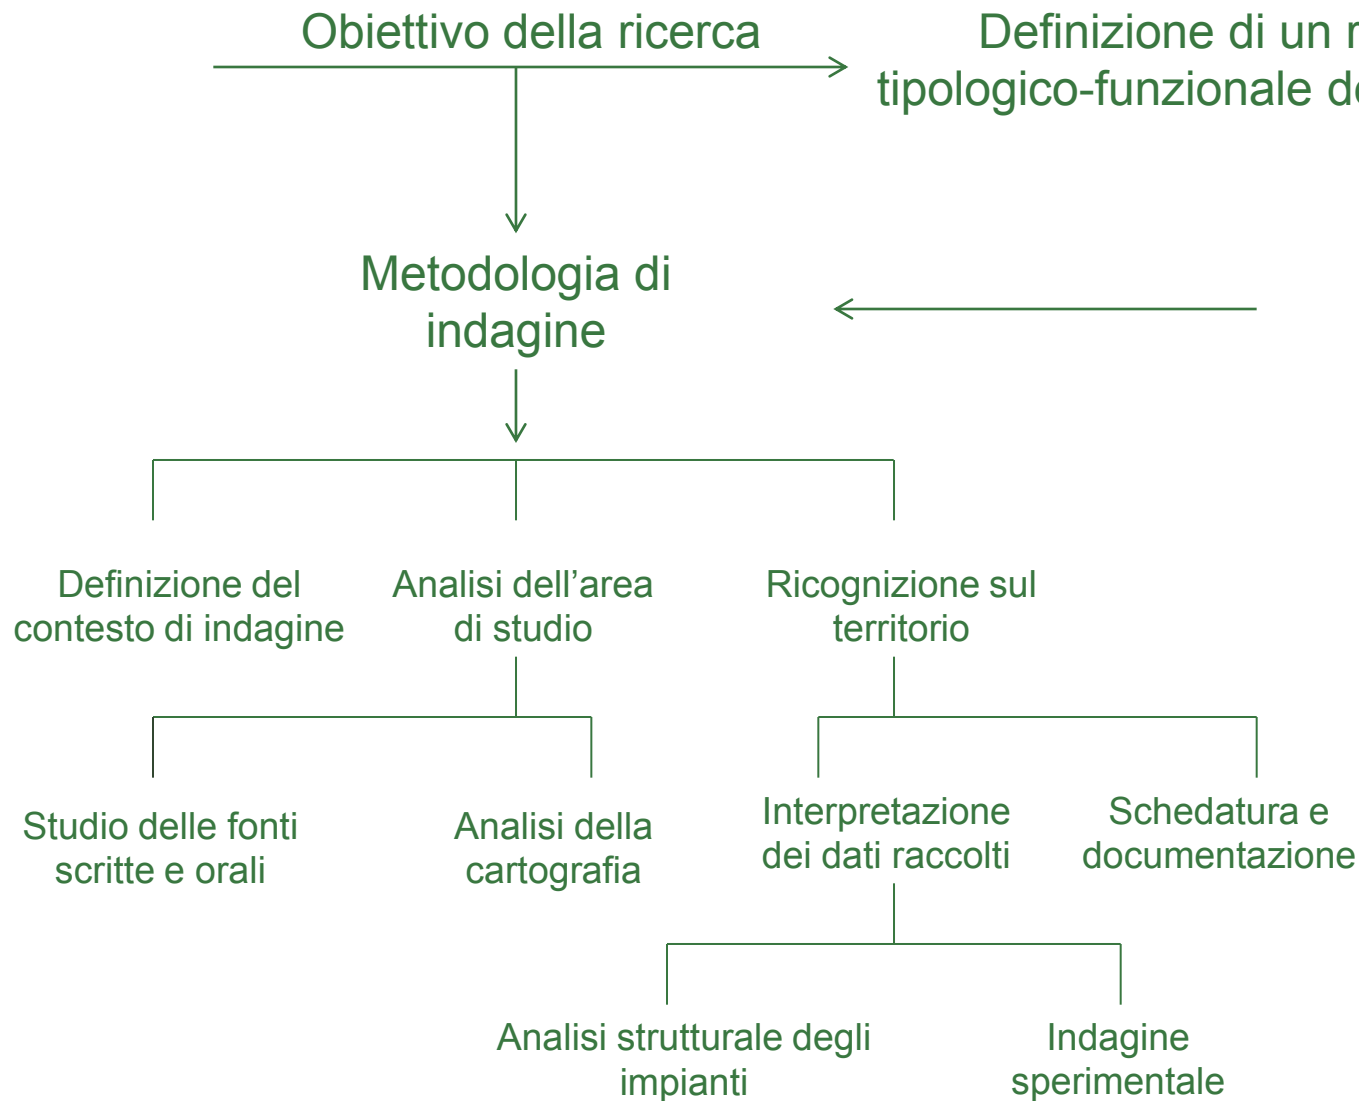 Obiettivo della ricerca
Definizione di un
tipologico-funzionale
Metodologia di
indagine
Definizione del
contesto di indagine
Analisi dell’area
di studio
Ricognizione sul
territorio
Studio delle fonti
scritte e orali
Analisi della
cartografia
Interpretazione
dei dati raccolti
Schedatura e
documentazione
Analisi strutturale degli
impianti
Indagine
sperimentale